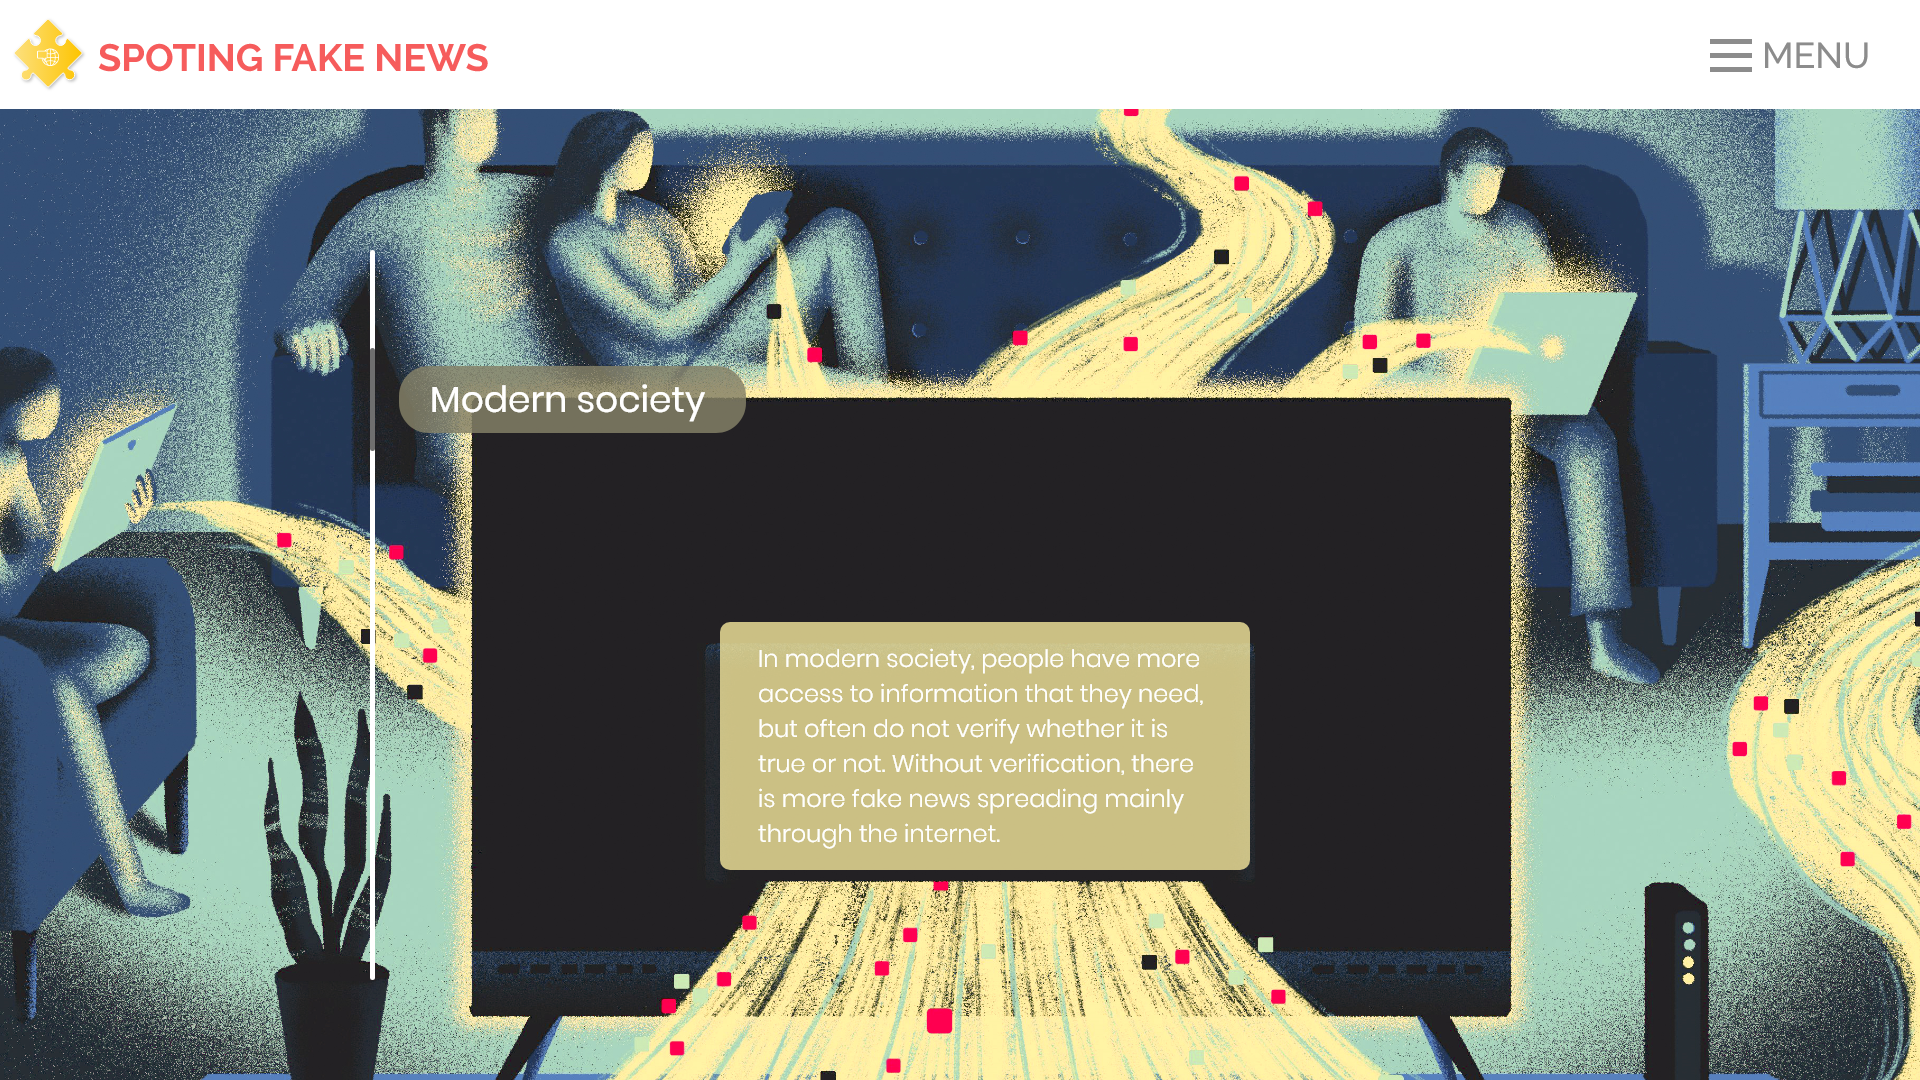 SPOTING FAKE NEWS
MENU
Modern society
In modern society, people have more
access to information that they need,
but often do not verify whether it is
true or not. Without verification, there
is more fake news spreading mainly
through the internet.